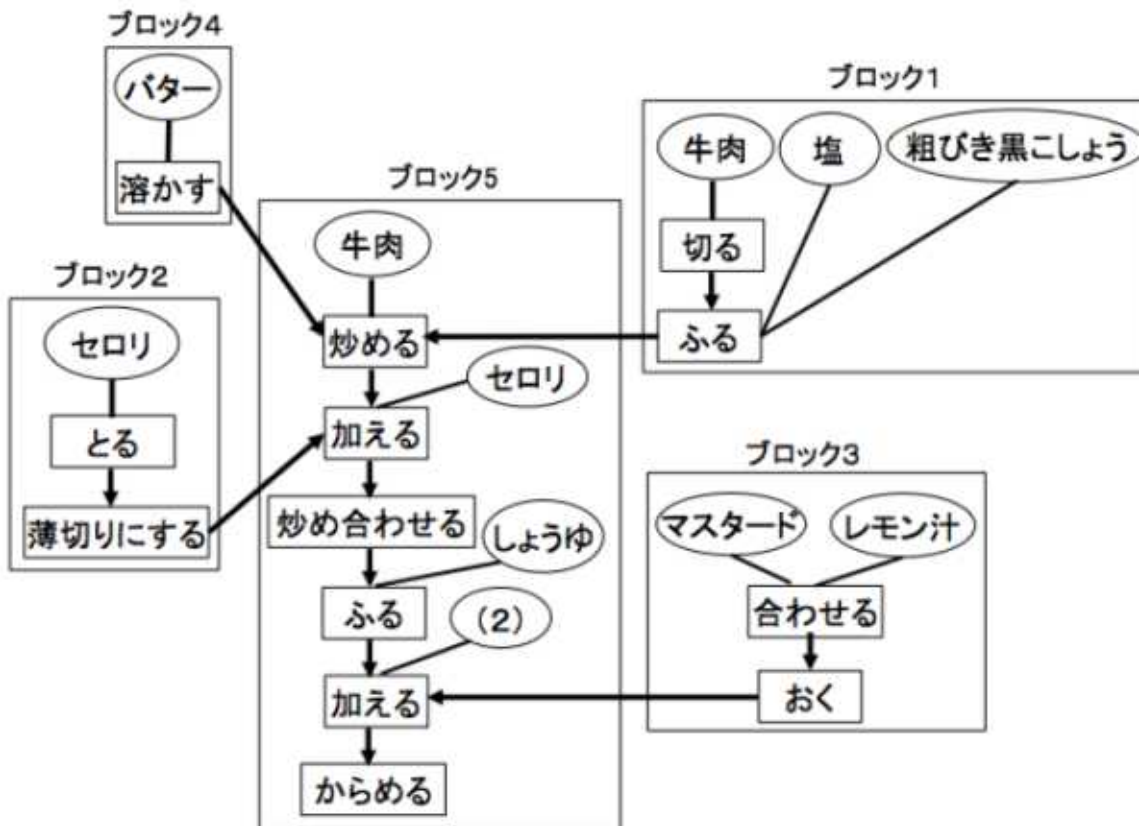 ブロック4
バター
溶かす
ブロック1
牛肉
塩
粗びき黒こしょう
切る
ふる
ブロック2
セロリ
とる
薄切りにする
ブロック5
牛肉
炒める
セロリ
加える
炒め合わせる
しょうゆ
ふる
(2)
加える
からめる
ブロック3
マスタード
レモン汁
合わせる
おく